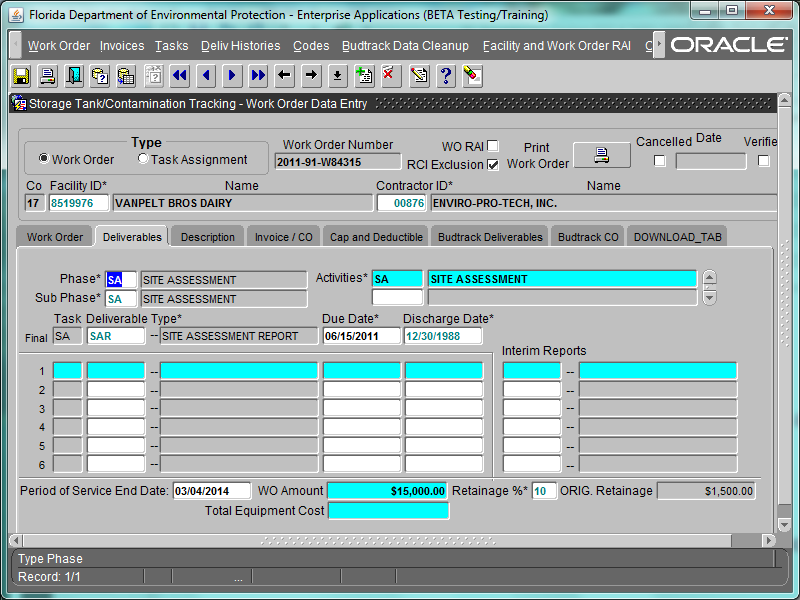 Florida Department of Environmental Protection - Enterprise Applications (BETA Testing/Training)
Work Order Invoices Tasks Deliv Histories Codes Budtrack Data Cleanup Facility and Work Order RAI ORACLE
Storage Tank/Contamination Tracking - Work Order Data Entry
Type
Work Order Task Assignment
Work Order Number
2011-91-W84315
WO RAI
RCI Exclusion
Print
Work Order
Cancelled Date Verifie
Co Facility ID* Name Contractor ID* Name
17 8519976 VANPELT BROS DAIRY 00876 ENVIRO-PRO-TECH, INC.
Work Order Deliverables Description Invoice / CO Cap and Deductible Budtrack Deliverables Budtrack CO DOWNLOAD_TAB
Phase* SA SITE ASSESSMENT Activities* SA SITE ASSESSMENT
Sub Phase* SA SITE ASSESSMENT
Task Deliverable Type* Due Date* Discharge Date*
Final SA SAR -- SITE ASSESSMENT REPORT 06/15/2011 12/30/1988
Interim Reports
1 -- --
2 -- --
3 -- --
4 -- --
5 -- --
6 -- --
Period of Service End Date: 03/04/2014 WO Amount $15,000.00 Retainage %* 10 ORIG. Retainage $1,500.00
Total Equipment Cost
Type Phase
Record: 1/1 ...